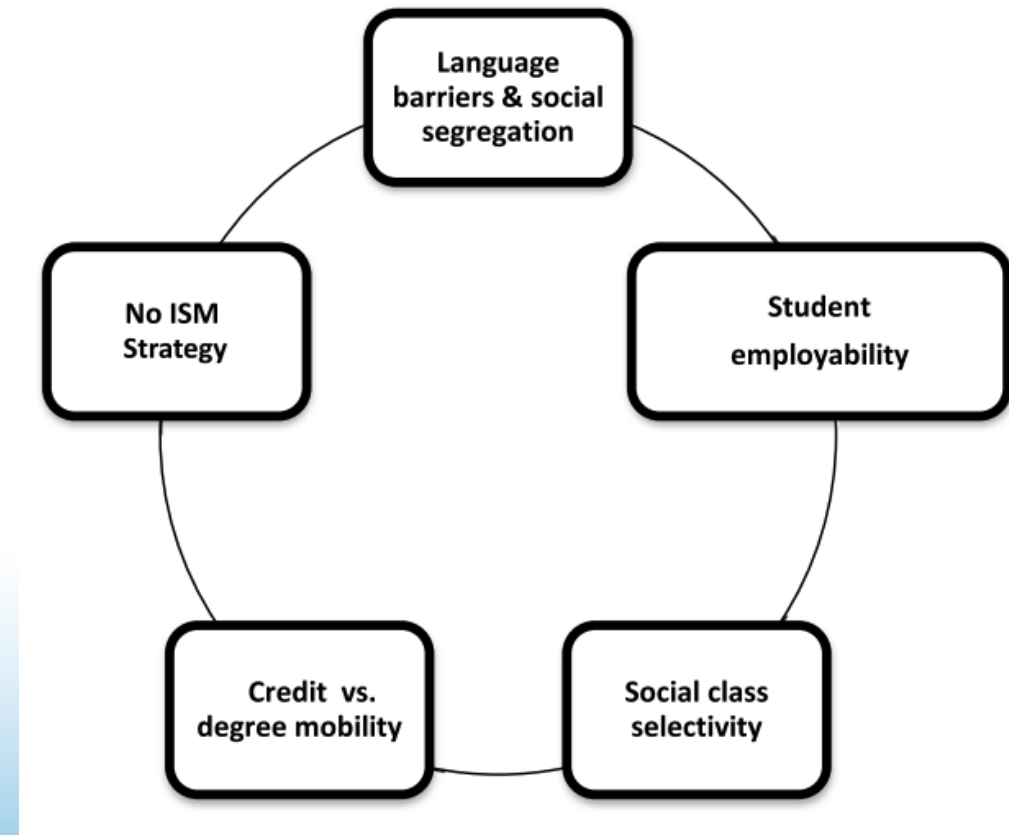 Language
barriers & social
segregation
Student
employability
Social class
selectivity
Credit vs.
degree mobility
No ISM
Strategy